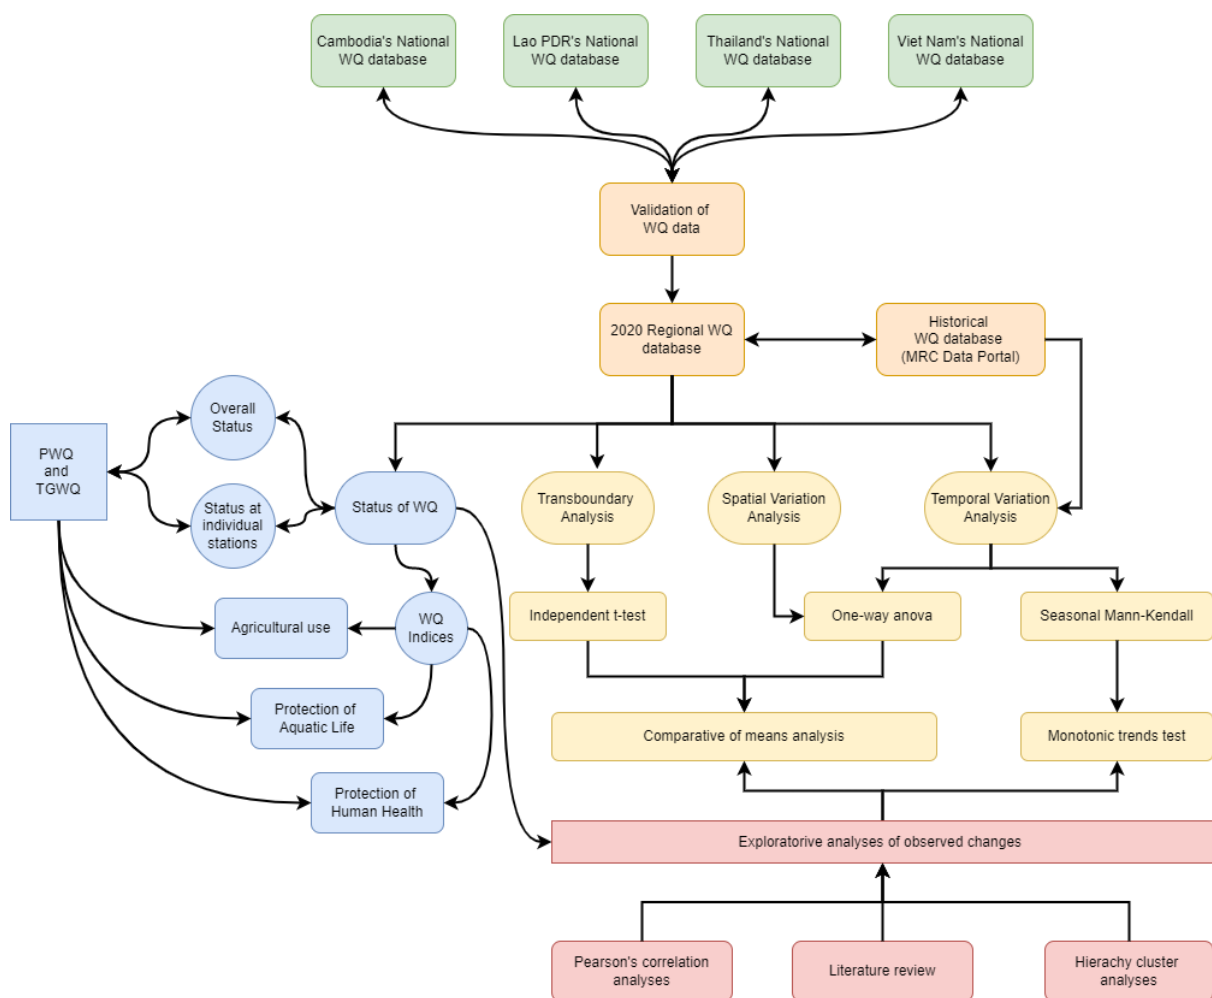 Cambodia's National
WQ database
Lao PDR's National
WQ database
Thailand's National
WQ database
Viet Nam's National
WQ database
Validation of
WQ data
2020 Regional WQ
database
Historical
WQ database
(MRC Data Portal)
Overall
Status
PWQ
and
TGWQ
Status at
individual
stations
Status of WQ
Transboundary
Analysis
Spatial Variation
Analysis
Temporal Variation
Analysis
Agricultural use
WQ
Indices
Independent t-test
One-way anova
Seasonal Mann-Kendall
Protection of
Aquatic Life
Comparative of means analysis
Monotonic trends test
Protection of
Human Health
Exploratorive analyses of observed changes
Pearson's correlation
analyses
Literature review
Hierachy cluster
analyses